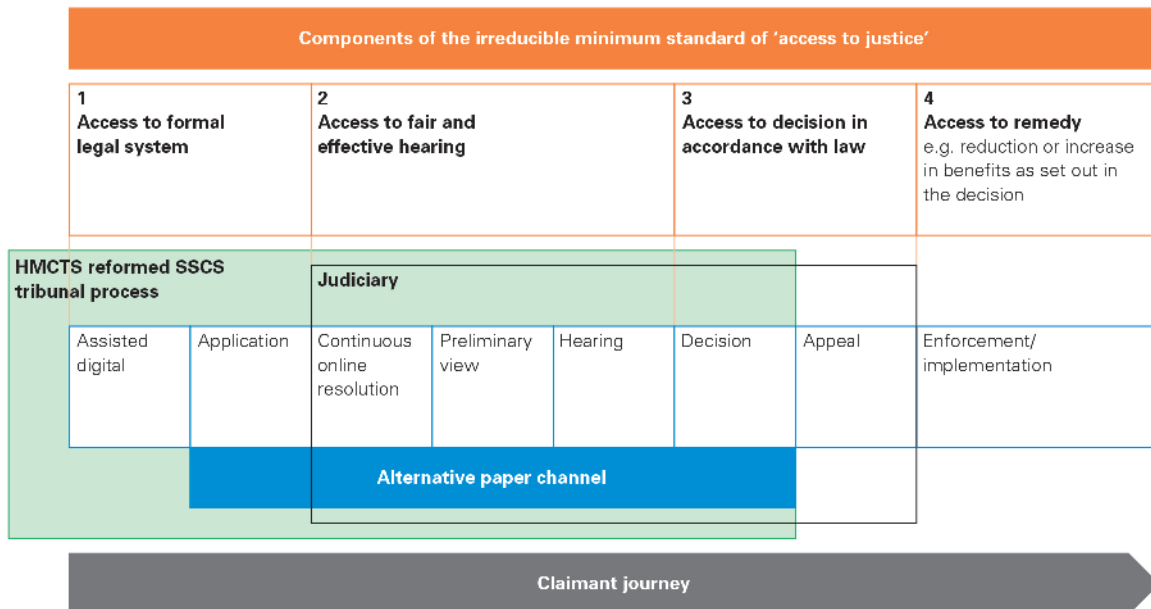 Components of the irreducible minimum standard of ‘access to justice’
1
Access to formal
legal system
2
Access to fair and
effective hearing
3
Access to decision in
accordance with law
4
Access to remedy
e.g. reduction or increase
in benefits as set out in
the decision
HMCTS reformed SSCS
tribunal process
Judiciary
Assisted
digital
Application
Continuous
online
resolution
Preliminary
view
Hearing
Decision
Appeal
Enforcement/
implementation
Alternative paper channel
Claimant journey